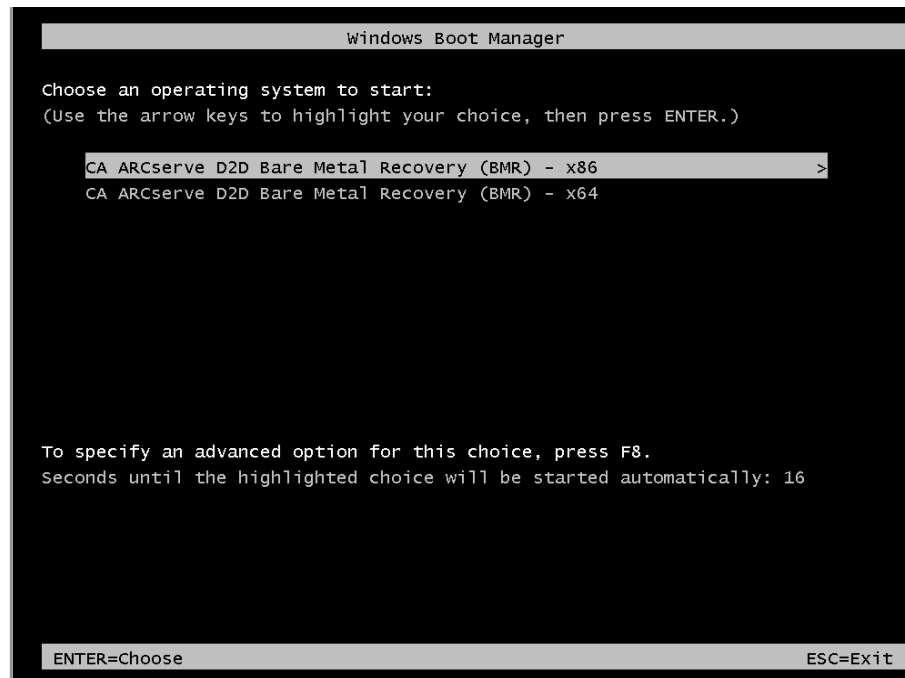 Windows Boot Manager
Choose an operating system to start:
(Use the arrow keys to highlight your choice, then press ENTER.)
CA ARCserve D2D Bare Metal Recovery (BMR) - x86 >
CA ARCserve D2D Bare Metal Recovery (BMR) - x64
To specify an advanced option for this choice, press F8.
Seconds until the highlighted choice will be started automatically: 16
ENTER=Choose ESC=Exit